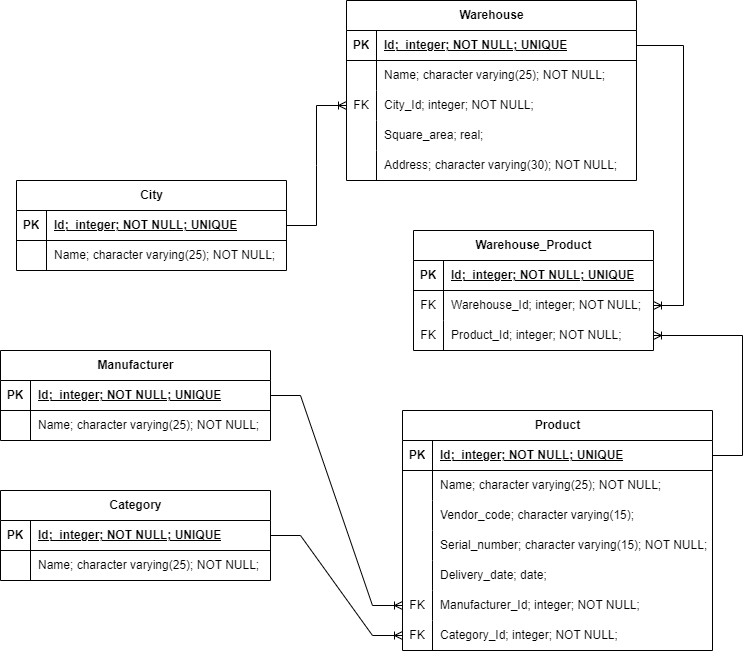 Warehouse
PK Id;  integer; NOT NULL; UNIQUE
Name; character varying(25); NOT NULL;
FK City_Id; integer; NOT NULL;
Square_area; real;
Address; character varying(30); NOT NULL;
City
PK Id;  integer; NOT NULL; UNIQUE
Name; character varying(25); NOT NULL;
Warehouse_Product
PK Id;  integer; NOT NULL; UNIQUE
FK Warehouse_Id; integer; NOT NULL;
FK Product_Id; integer; NOT NULL;
Manufacturer
PK Id;  integer; NOT NULL; UNIQUE
Name; character varying(25); NOT NULL;
Category
PK Id;  integer; NOT NULL; UNIQUE
Name; character varying(25); NOT NULL;
Product
PK Id;  integer; NOT NULL; UNIQUE
Name; character varying(25); NOT NULL;
Vendor_code; character varying(15);
Serial_number; character varying(15); NOT NULL;
Delivery_date; date;
FK Manufacturer_Id; integer; NOT NULL;
FK Category_Id; integer; NOT NULL;